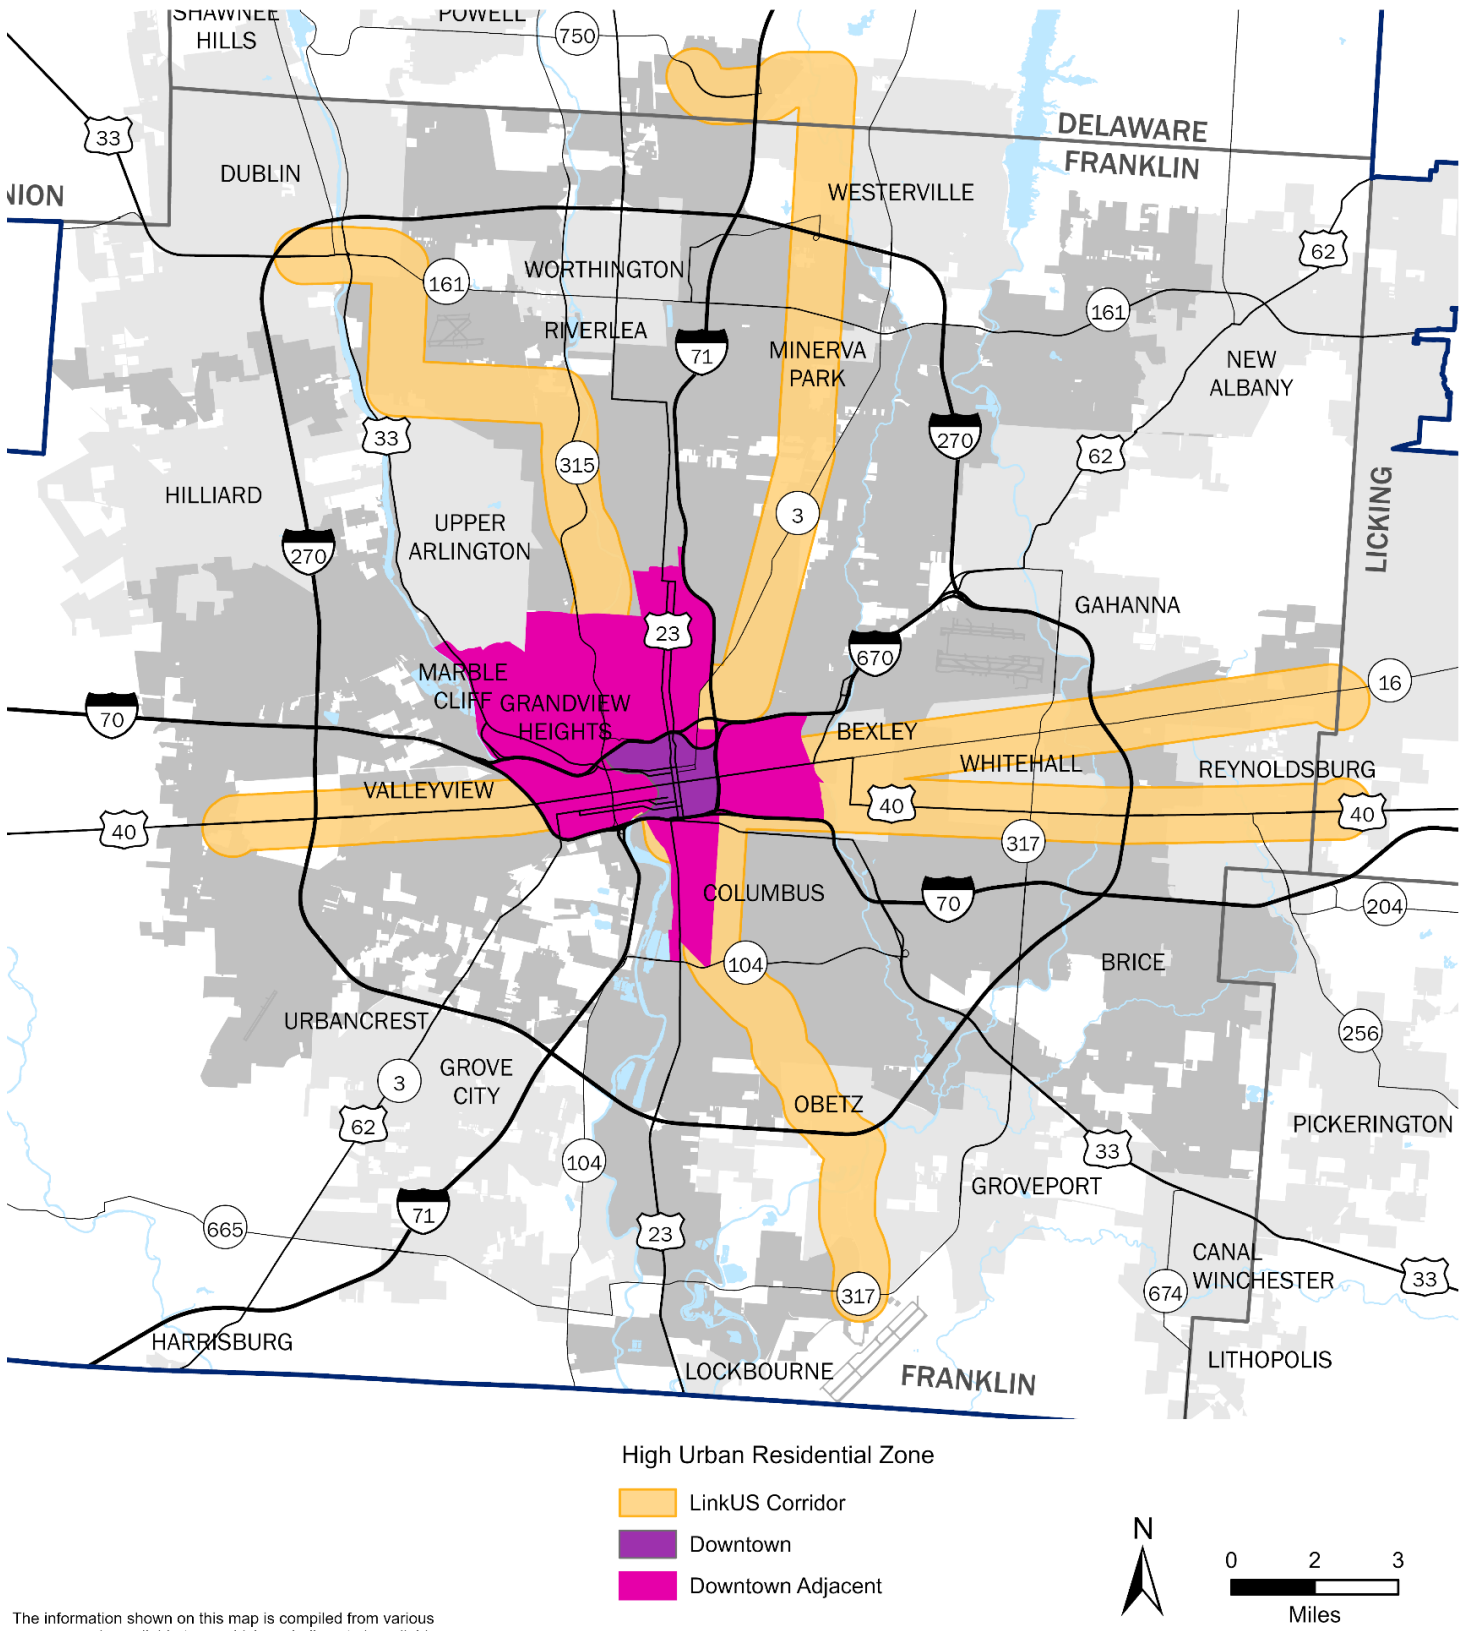 SHAWNEE
HILLS
POWELL
750
33
DELAWARE
FRANKLIN
DUBLIN
WESTERVILLE
NION
62
WORTHINGTON
161
161
RIVERLEA
71
MINERVA
PARK
NEW
ALBANY
33
270
62
315
HILLIARD
3
UPPER
ARLINGTON
LICKING
270
GAHANNA
23
670
MARBLE
CLIFF
GRANDVIEW
HEIGHTS
16
70
BEXLEY
WHITEHALL
REYNOLDSBURG
VALLEYVIEW
40
40
40
317
COLUMBUS
70
204
104
BRICE
URBANCREST
256
GROVE
CITY
3
62
OBETZ
PICKERINGTON
33
104
GROVEPORT
71
665
23
CANAL
WINCHESTER
33
674
317
HARRISBURG
LOCKBOURNE
FRANKLIN
LITHOPOLIS
High Urban Residential Zone
LinkUS Corridor
Downtown
Downtown Adjacent
N
0 2 3
Miles
The information shown on this map is compiled from various